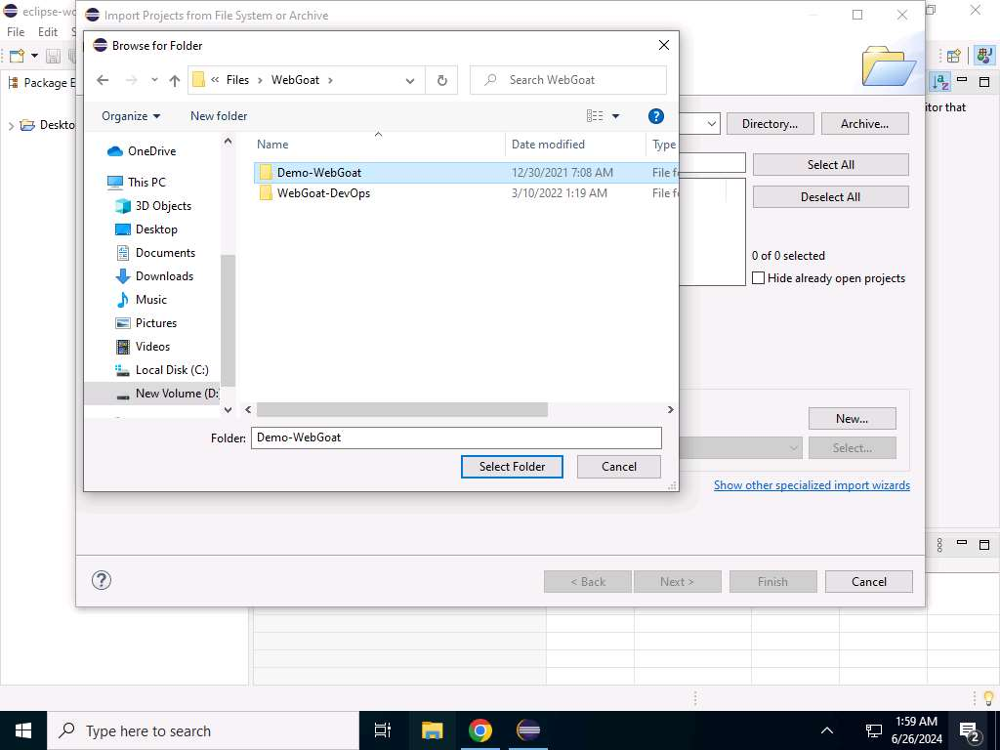 eclipse-wo
Import Projects from File System or Archive
File Edit S
Browse for Folder
« Files > WebGoat >
Search WebGoat
Organize
New folder
Package E
Deskto
itor that
OneDrive
This PC
3D Objects
Desktop
Documents
Downloads
Music
Pictures
Videos
Local Disk (C:)
New Volume (D:
Name Date modified Type
Demo-WebGoat 12/30/2021 7:08 AM File fo
WebGoat-DevOps 3/10/2022 1:19 AM File fo
Folder: Demo-WebGoat
Select Folder Cancel
Directory... Archive...
Select All
Deselect All
0 of 0 selected
Hide already open projects
New...
Select...
Show other specialized import wizards
< Back Next > Finish Cancel
Type here to search
1:59 AM
6/26/2024
2